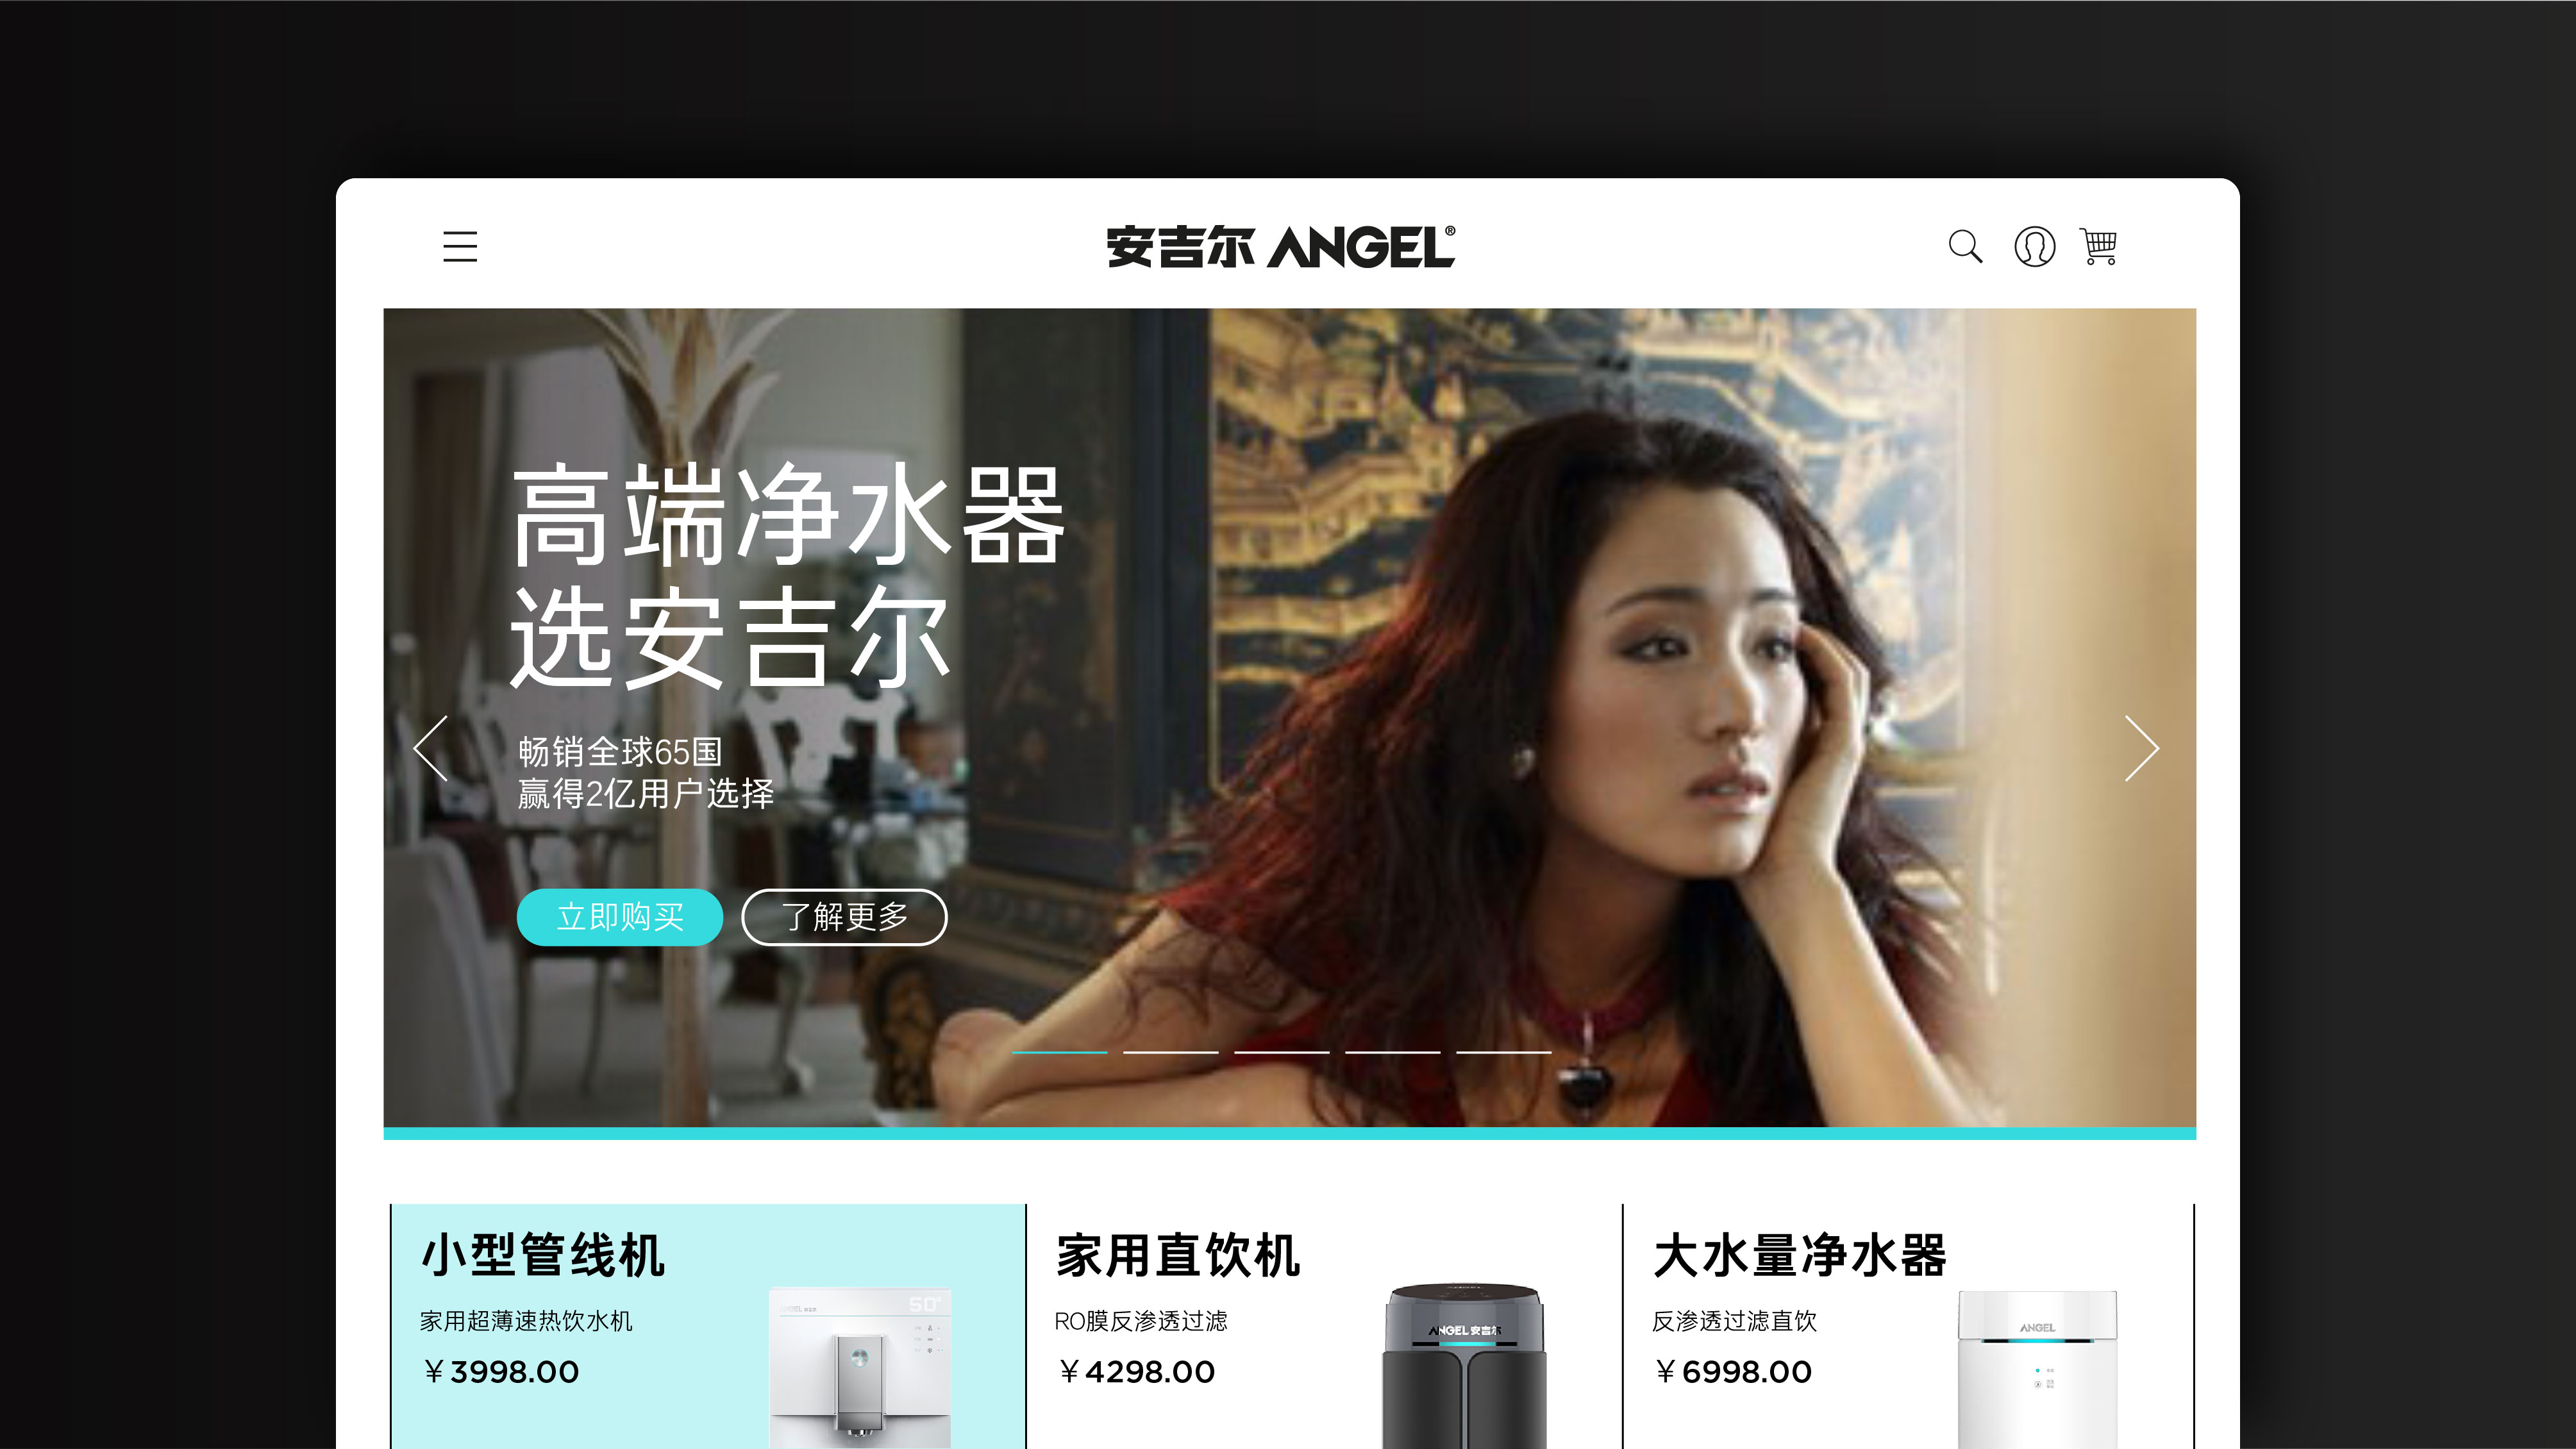 安吉尔 ANGEL®
高端净水器
选安吉尔
畅销全球65国
赢得2亿用户选择
立即购买
了解更多
小型管线机
家用超薄速热饮水机
￥3998.00
ANGEL 安吉尔
50°
家用直饮机
RO膜反渗透过滤
￥4298.00
ANGEL 安吉尔
大水量净水器
反渗透过滤直饮
￥6998.00
ANGEL